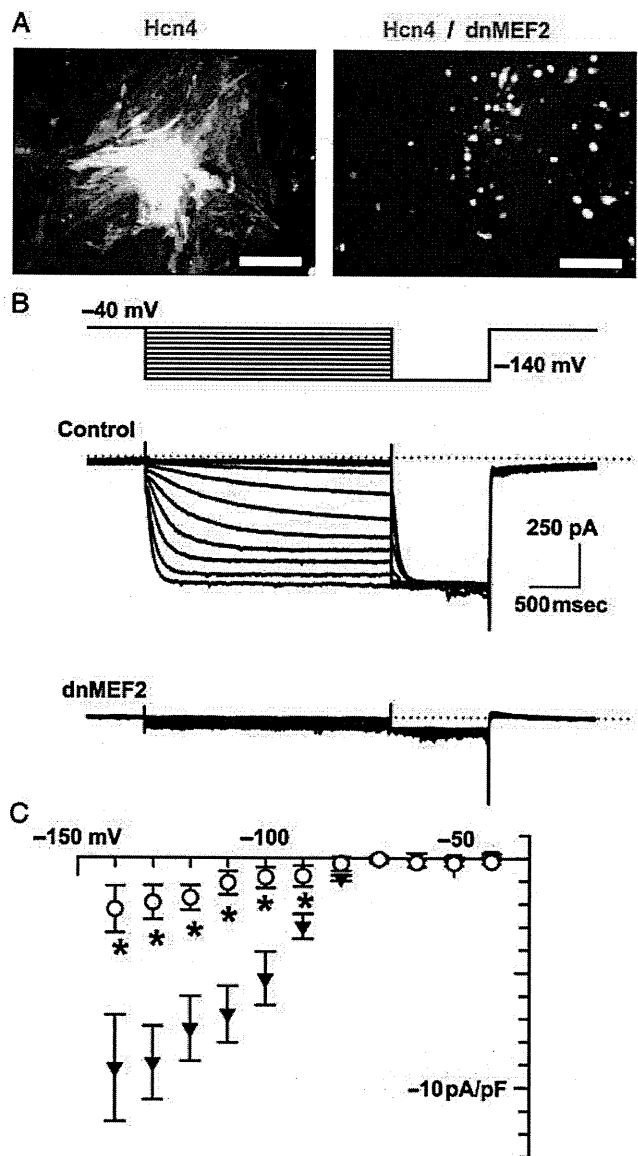 A
Hcn4
Hcn4 / dnMEF2
B
−40 mV
−140 mV
Control
250 pA
500msec
dnMEF2
C
−150 mV
−100
−50
*
*
*
*
*
*
−10pA/pF